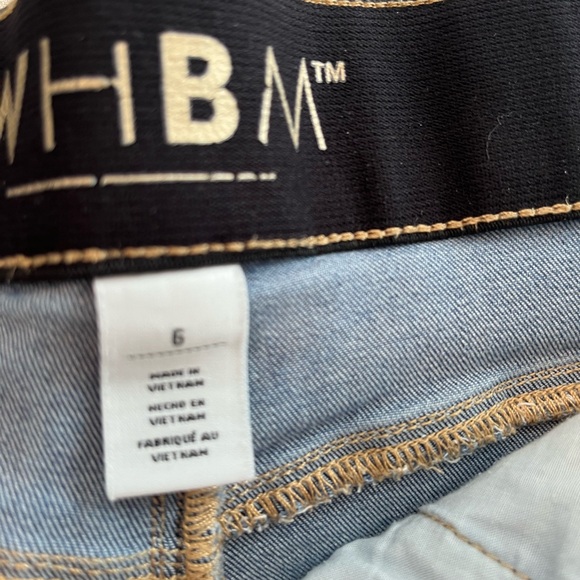 WHBM™
6
MADE IN
VIETNAM
HECHO EN
VIETNAM
FABRIQUÉ AU
VIETNAM